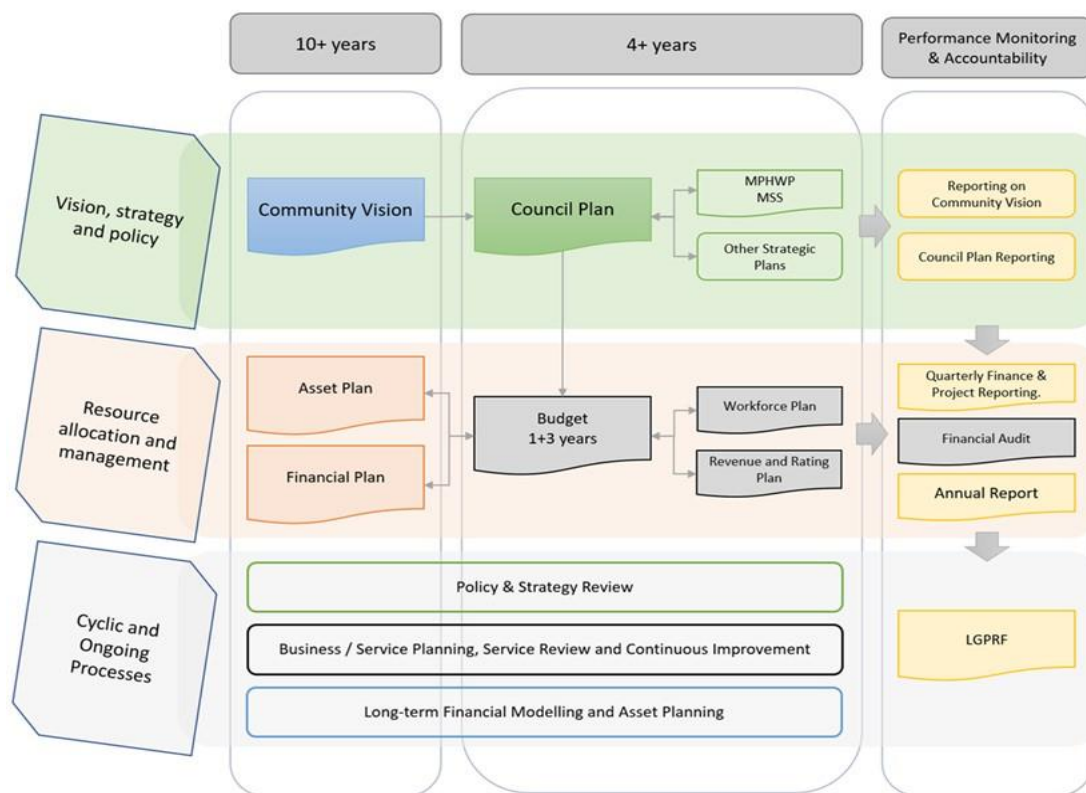 10+ years
4+ years
Performance Monitoring
& Accountability
Vision, strategy
and policy
Community Vision
Council Plan
MPHWP
MSS
Other Strategic
Plans
Reporting on
Community Vision
Council Plan Reporting
Resource
allocation and
management
Asset Plan
Financial Plan
Budget
1+3 years
Workforce Plan
Revenue and Rating
Plan
Quarterly Finance &
Project Reporting.
Financial Audit
Annual Report
Cyclic and
Ongoing
Processes
Policy & Strategy Review
Business / Service Planning, Service Review and Continuous Improvement
Long-term Financial Modelling and Asset Planning
LGPRF